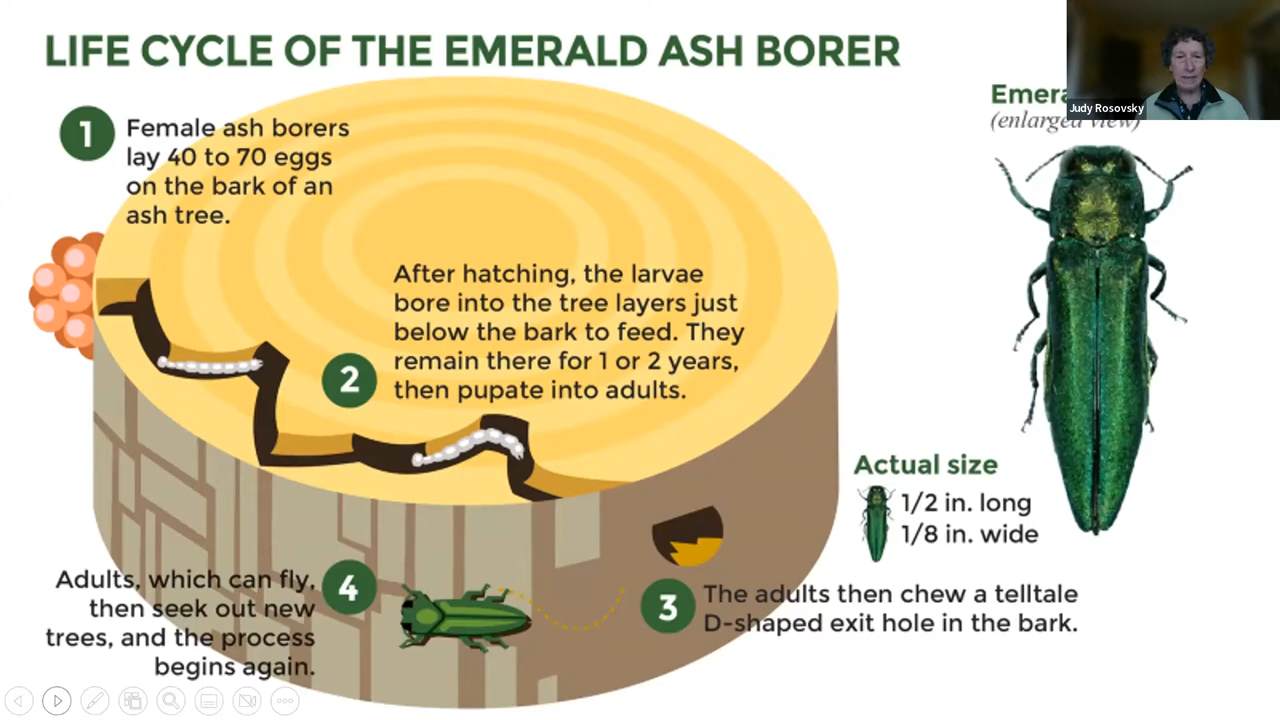 LIFE CYCLE OF THE EMERALD ASH BORER
Judy Rosovsky
(enlarged view)
1
Female ash borers
lay 40 to 70 eggs
on the bark of an
ash tree.
2
After hatching, the larvae
bore into the tree layers just
below the bark to feed. They
remain there for 1 or 2 years,
then pupate into adults.
Actual size
1/2 in. long
1/8 in. wide
3
The adults then chew a telltale
D-shaped exit hole in the bark.
4
Adults, which can fly,
then seek out new
trees, and the process
begins again.